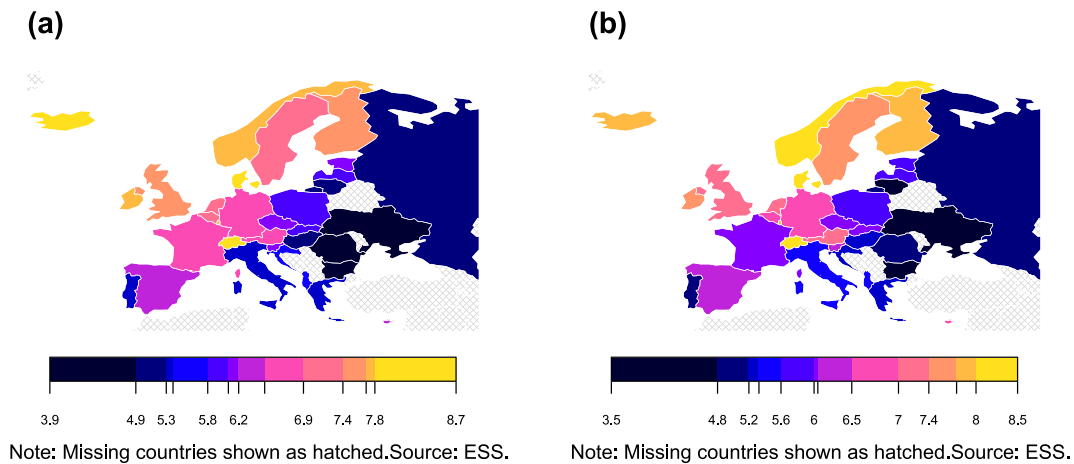 (a) (b)
3.9 4.9 5.3 5.8 6.2 6.9 7.4 7.8 8.7
3.5 4.8 5.2 5.6 6 6.5 7 7.4 8 8.5
Note: Missing countries shown as hatched.Source: ESS.
Note: Missing countries shown as hatched.Source: ESS.